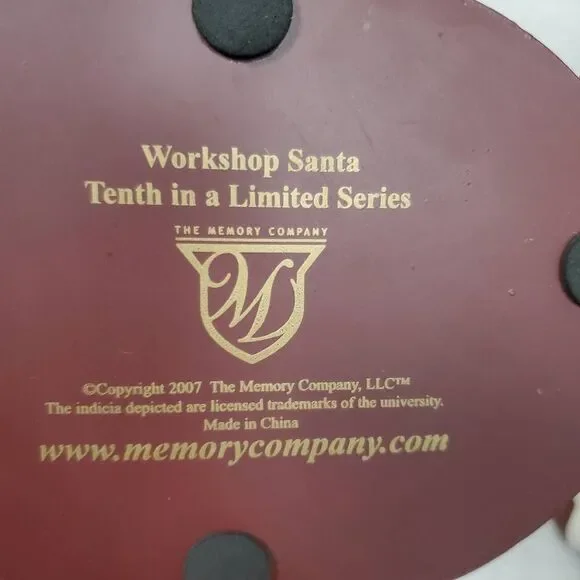 Workshop Santa
Tenth in a Limited Series
THE MEMORY COMPANY
M
©Copyright 2007 The Memory Company, LLC™
The indicia depicted are licensed trademarks of the university.
Made in China
www.memorycompany.com